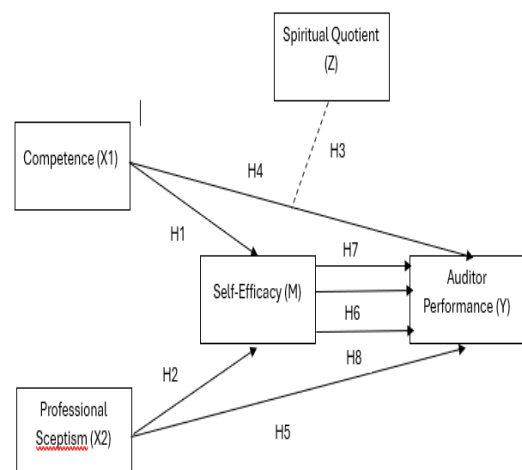 Spiritual Quotient
(Z)
Competence (X1)
H3
H4
H1
H7
Self-Efficacy (M)
Auditor
Performance (Y)
H6
H8
H2
Professional
Sceptism (X2)
H5